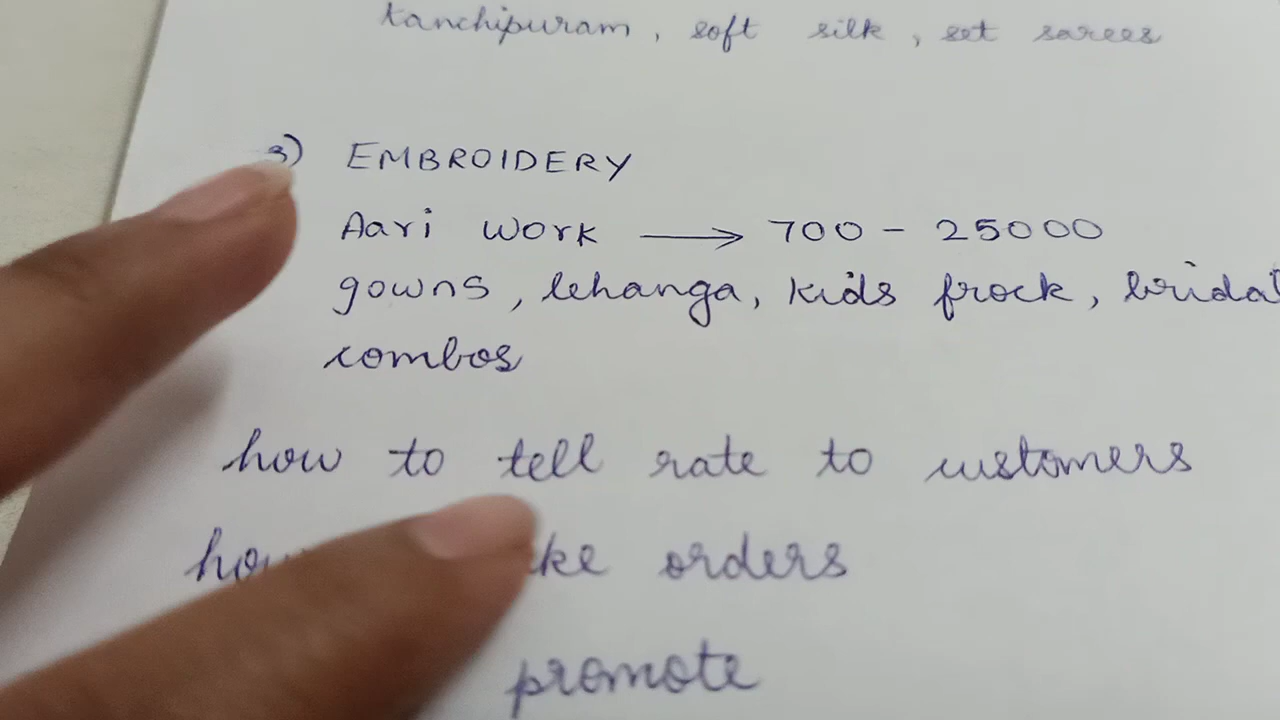 kanchipuram, soft silk, set sarees
3) EMBROIDERY
Aari work → 700 - 25000
gowns, lehanga, kids frock, bridal
combos
how to tell rate to customers
orders
promote